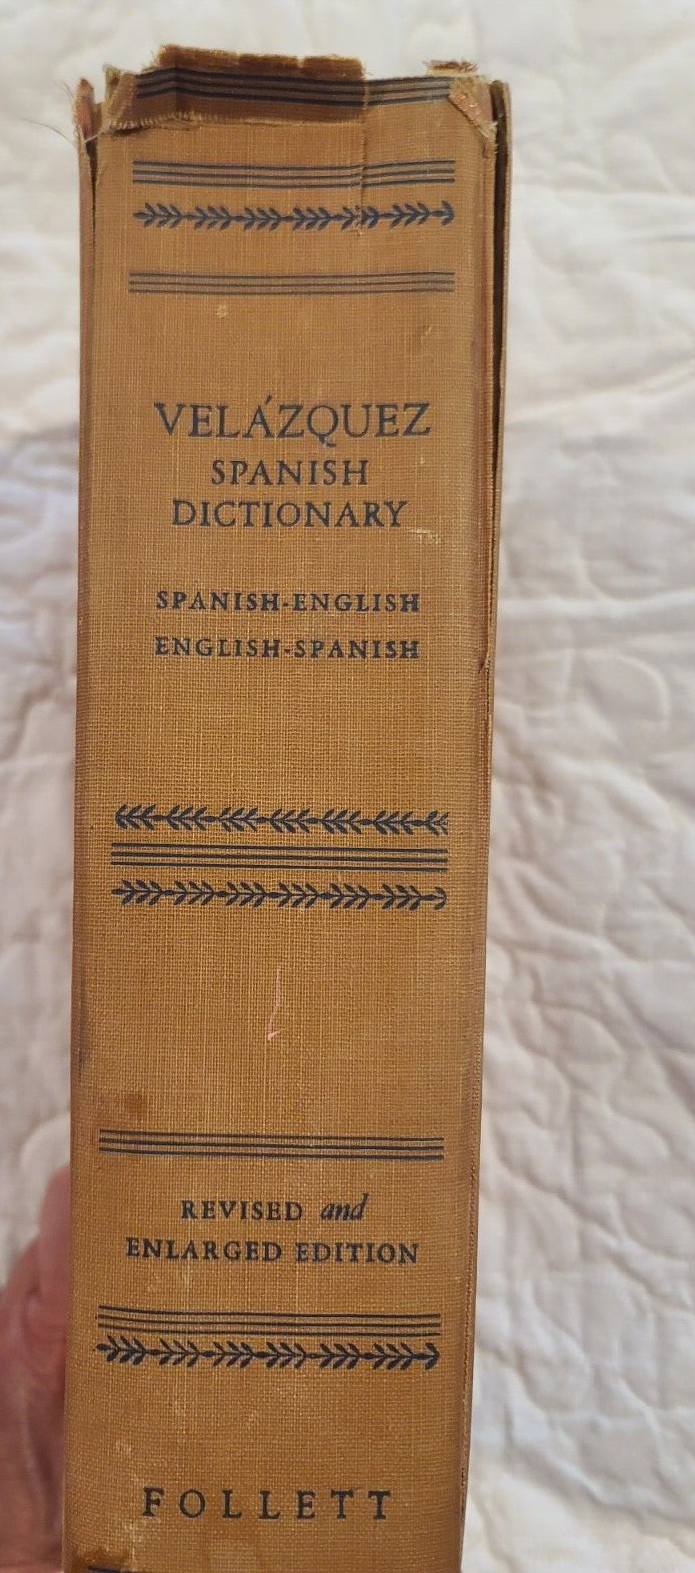 VELÁZQUEZ
SPANISH
DICTIONARY
SPANISH-ENGLISH
ENGLISH-SPANISH
REVISED and
ENLARGED EDITION
FOLLETT